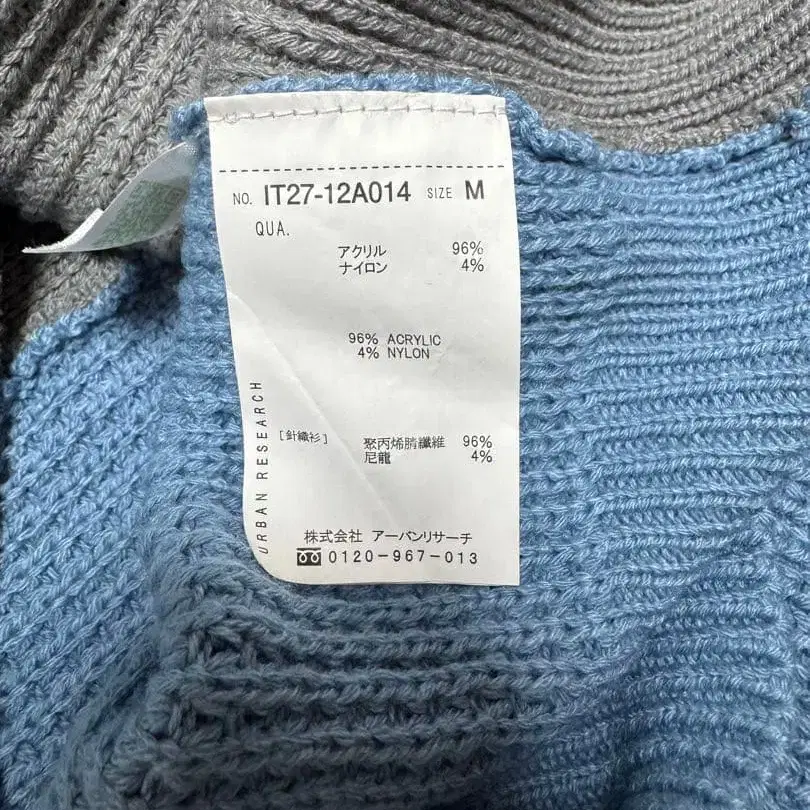 NO. IT27-12A014 SIZE M
QUA.
アクリル 96%
ナイロン 4%
96% ACRYLIC
4% NYLON
URBAN RESEARCH
[針織衫]
聚丙烯腈纖維 96%
尼龍 4%
株式会社 アーバンリサーチ
0120-967-013